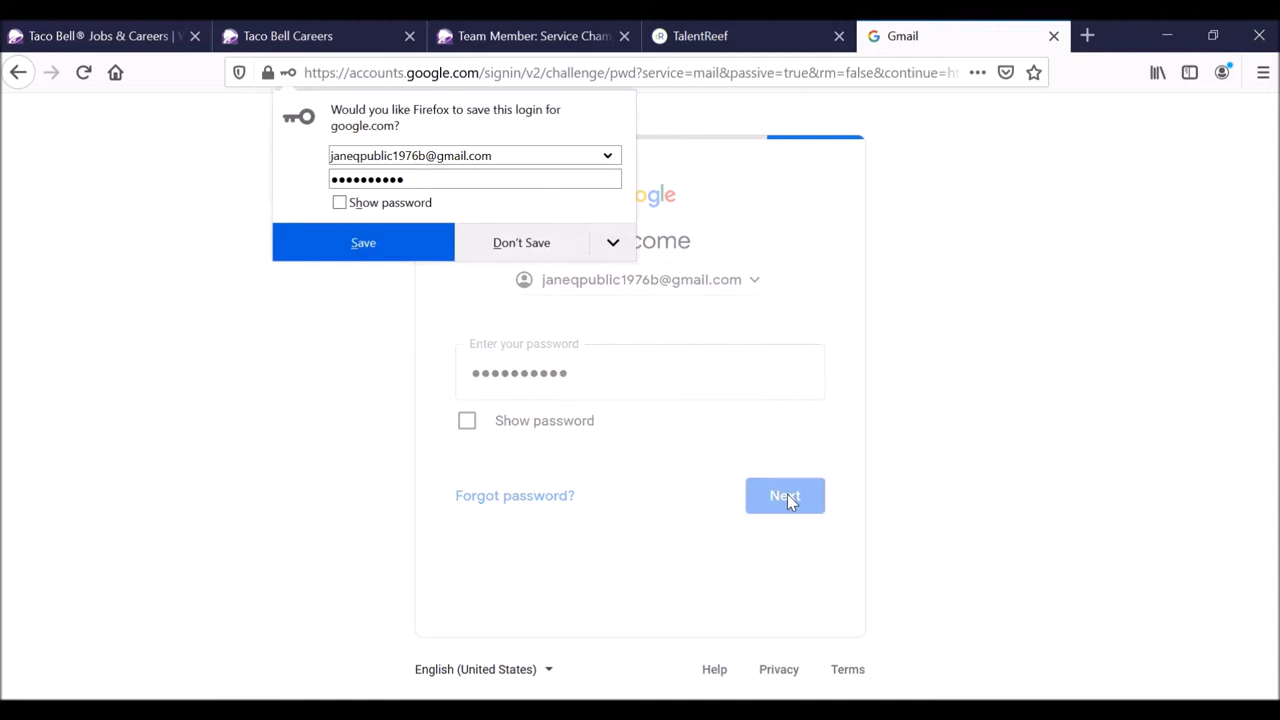 Taco Bell® Jobs & Careers |
Taco Bell Careers
Team Member: Service Cham
TalentReef
Gmail
https://accounts.google.com/signin/v2/challenge/pwd?service=mail&passive=true&rm=false&continue=h
Would you like Firefox to save this login for
google.com?
janeqpublic1976b@gmail.com
Show password
Save
Don't Save
ogle
come
janeqpublic1976b@gmail.com
Enter your password
Show password
Forgot password?
Next
English (United States)
Help
Privacy
Terms